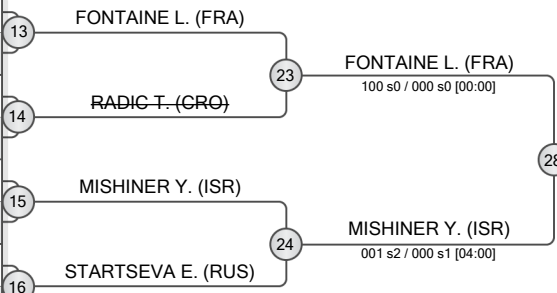 FONTAINE L. (FRA)
13
23
FONTAINE L. (FRA)
100 s0 / 000 s0 [00:00]
RADIC T. (CRO)
14
28
MISHINER Y. (ISR)
15
24
MISHINER Y. (ISR)
001 s2 / 000 s1 [04:00]
STARTSEVA E. (RUS)
16